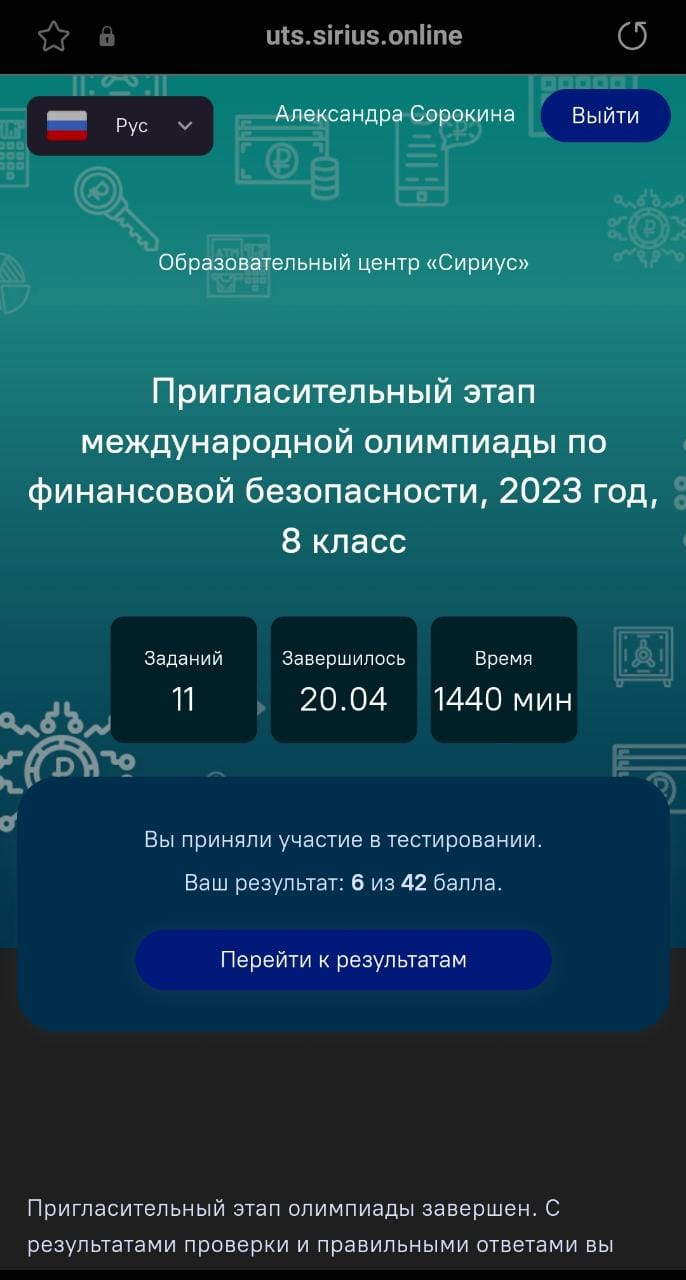 uts.sirius.online
Рус
Александра Сорокина
Выйти
Образовательный центр «Сириус»
Пригласительный этап
международной олимпиады по
финансовой безопасности, 2023 год,
8 класс
Заданий
11
Завершилось
20.04
Время
1440 мин
Вы приняли участие в тестировании.
Ваш результат: 6 из 42 балла.
Перейти к результатам
Пригласительный этап олимпиады завершен. С
результатами проверки и правильными ответами вы